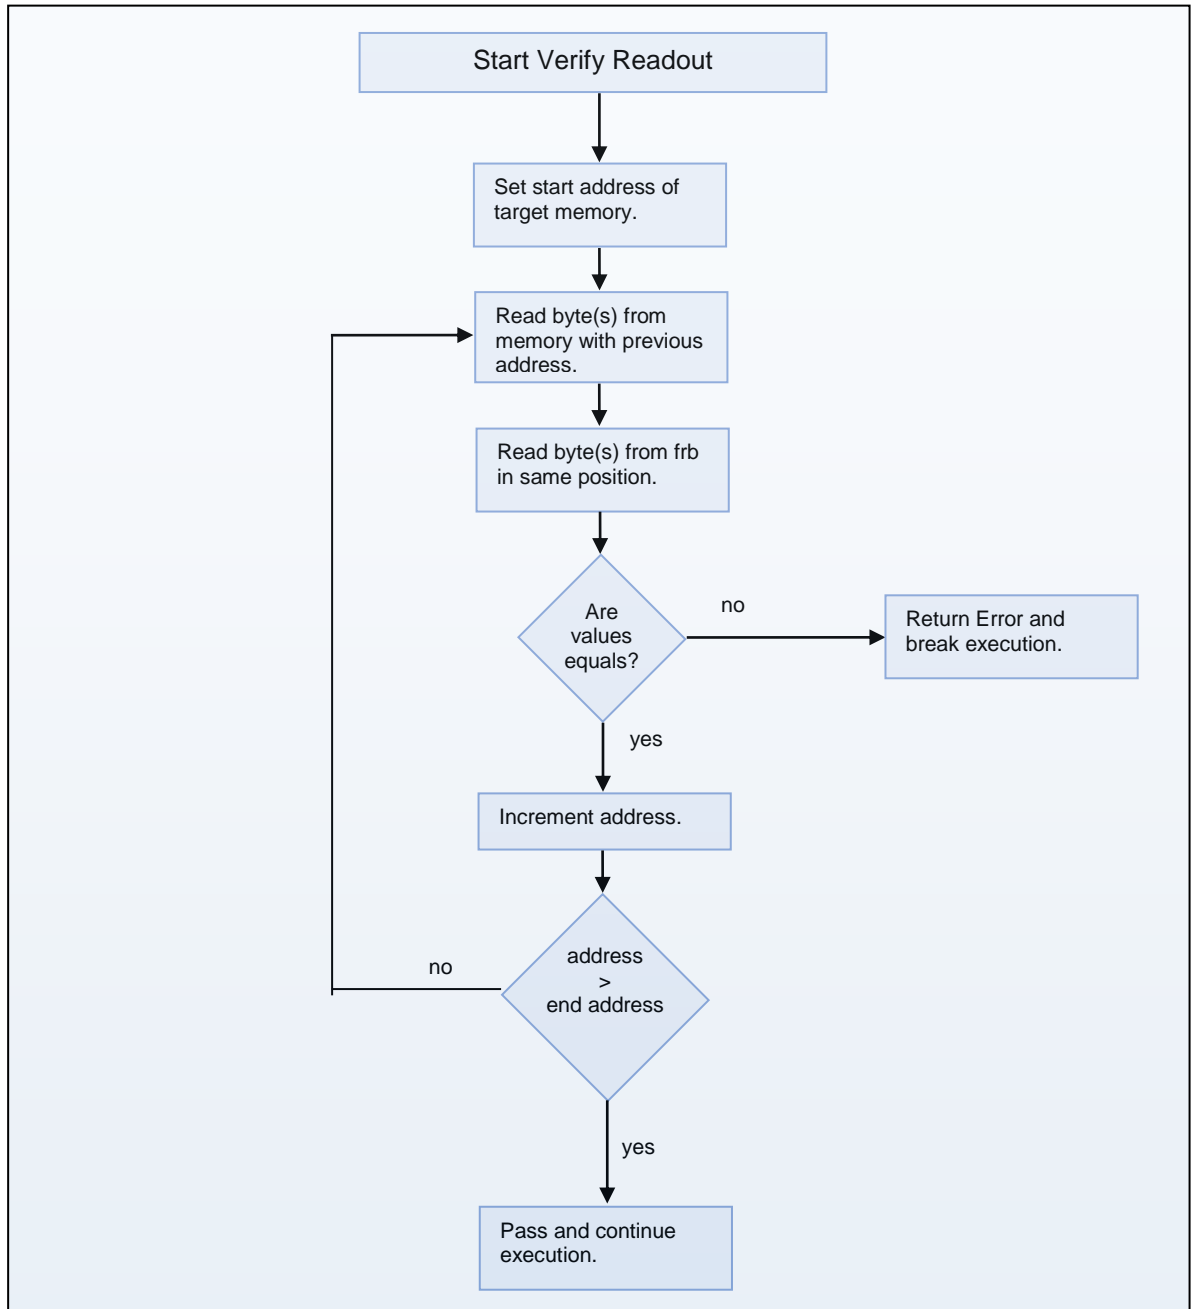 Start Verify Readout
Set start address of
target memory.
Read byte(s) from
memory with previous
address.
Read byte(s) from frb
in same position.
Are
values
equals?
no
Return Error and
break execution.
yes
Increment address.
address
>
end address
no
yes
Pass and continue
execution.